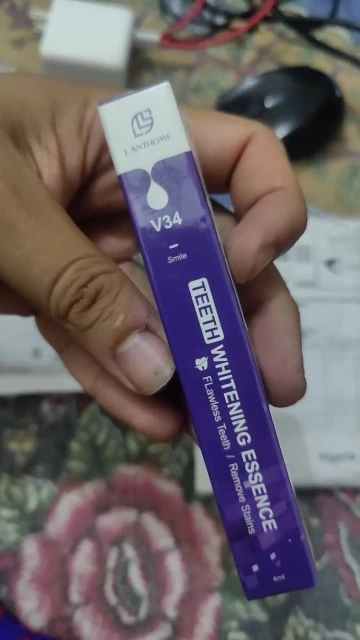 LANTHOME
V34
Smile
TEETH WHITENING ESSENCE
FLawless Teeth / Remove Stains
4ml